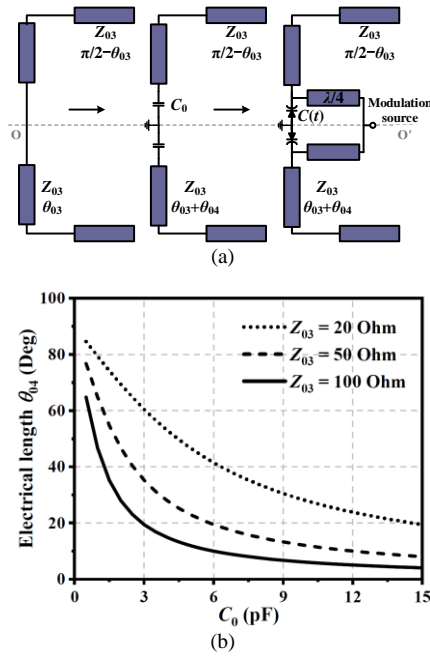 Z03 Z03 Z03
π/2−θ03 π/2−θ03 π/2−θ03
λ/4
C0 C(t) Modulation
source
O O′
Z03 Z03 Z03
θ03 θ03+θ04 θ03+θ04
(a)
100
80
60
40
20
0
Electrical length θ04 (Deg)
Z03 = 20 Ohm
Z03 = 50 Ohm
Z03 = 100 Ohm
0 3 6 9 12 15
C0 (pF)
(b)